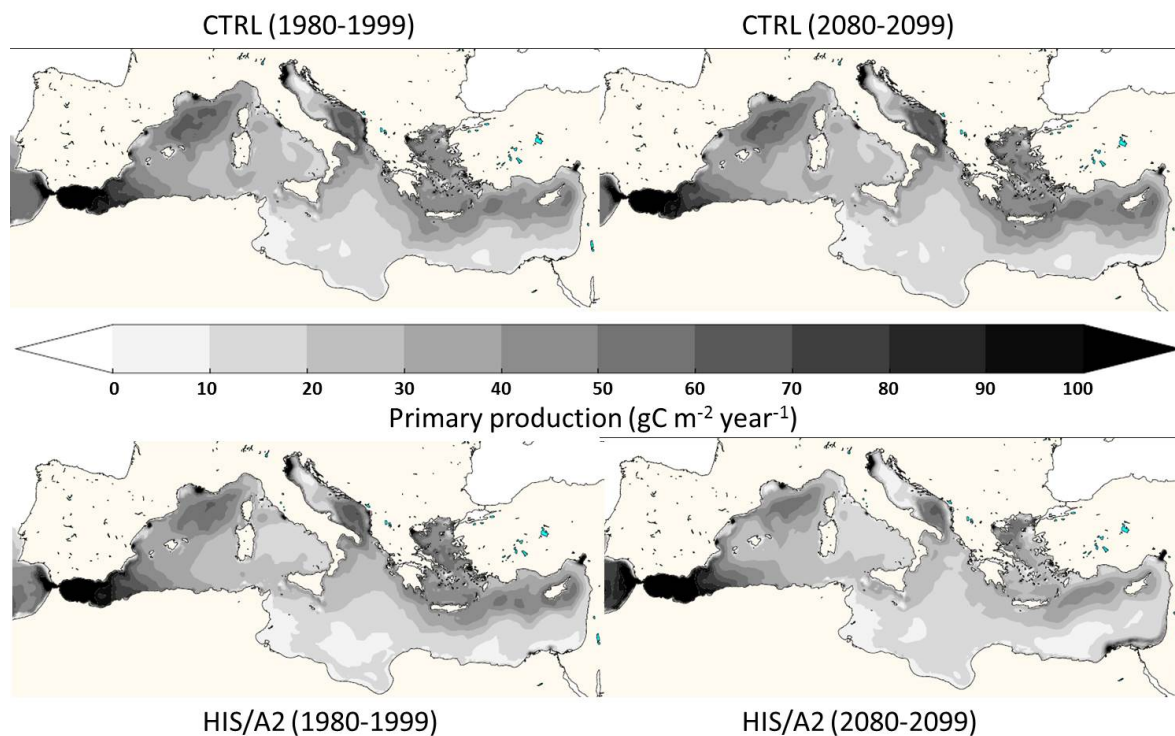 CTRL (1980-1999) CTRL (2080-2099)
0 10 20 30 40 50 60 70 80 90 100
Primary production (gC m-2 year-1)
HIS/A2 (1980-1999) HIS/A2 (2080-2099)